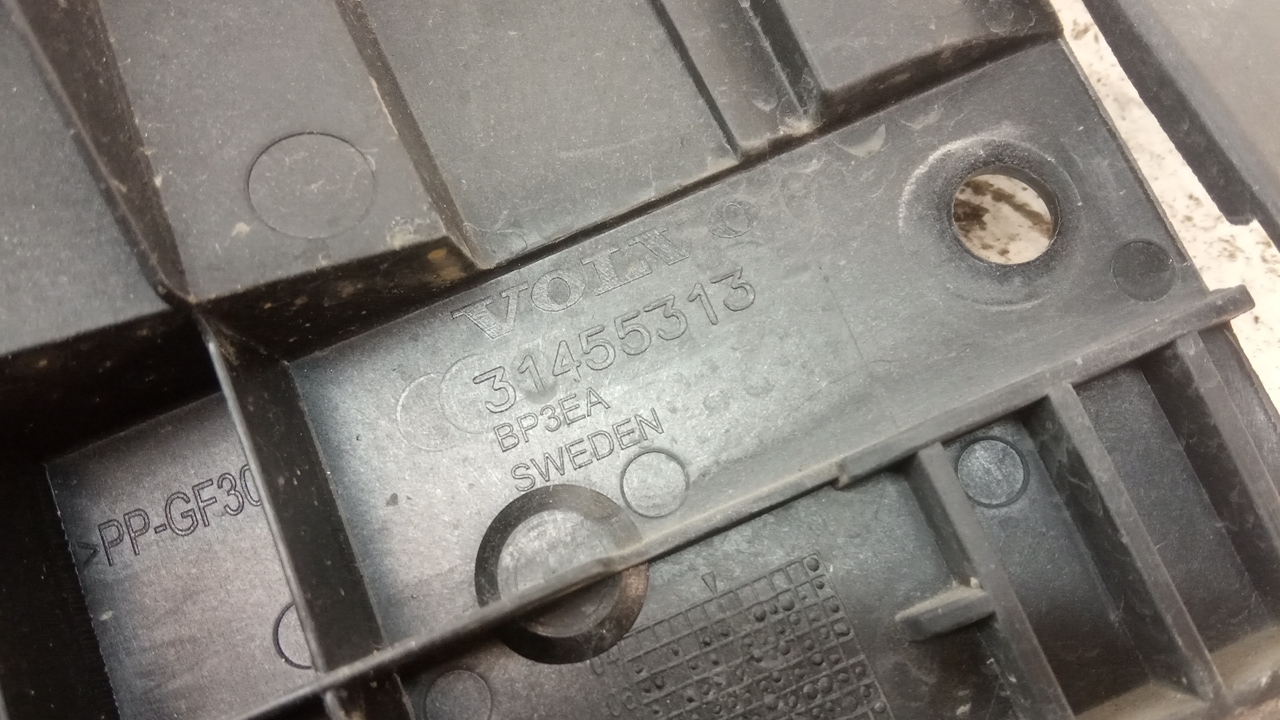 VOLVO
31455313
BP3EA
SWEDEN
>PP-GF30